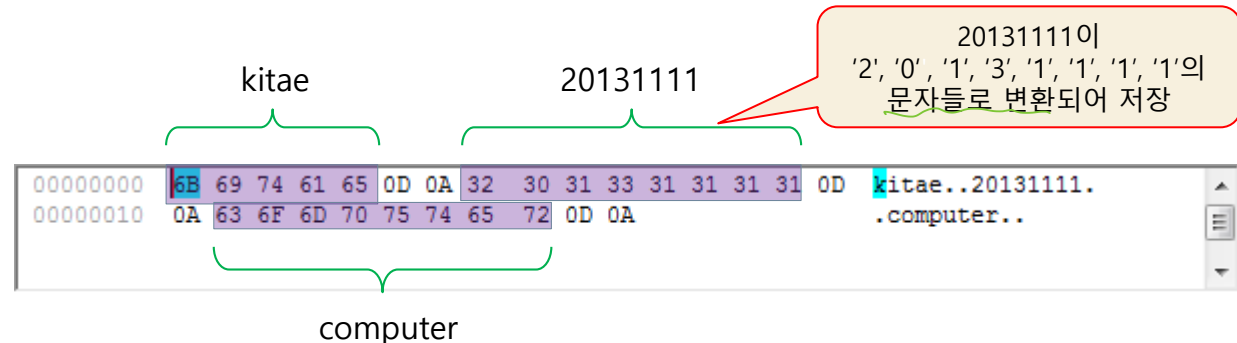 20131111이
'2', '0' , '1', '3', '1', '1', '1', '1'의
문자들로 변환되어 저장
kitae
20131111
00000000 6B 69 74 61 65 0D 0A 32 30 31 33 31 31 31 31 0D kitae..20131111.
00000010 0A 63 6F 6D 70 75 74 65 72 0D 0A .computer..
computer